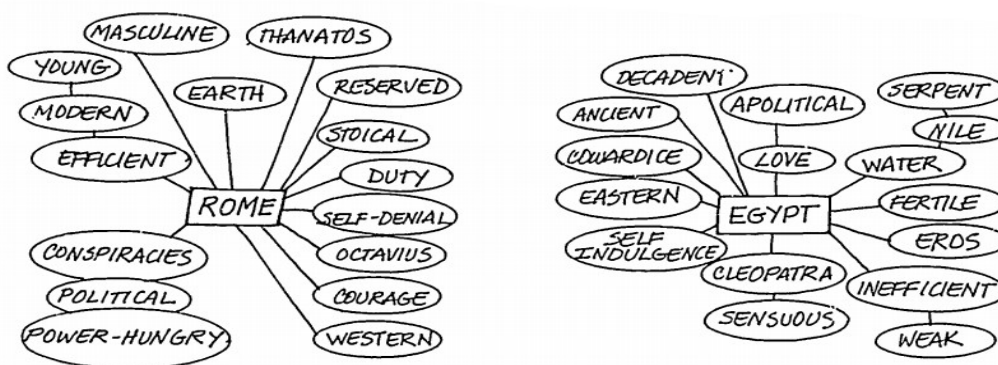 MASCULINE
THANATOS
YOUNG
EARTH
RESERVED
MODERN
STOICAL
EFFICIENT
DUTY
ROME
SELF-DENIAL
CONSPIRACIES
OCTAVIUS
POLITICAL
COURAGE
POWER-HUNGRY
WESTERN
DECADENT
APOLITICAL
SERPENT
ANCIENT
NILE
COWARDICE
LOVE
WATER
EASTERN
EGYPT
FERTILE
SELF
INDULGENCE
EROS
CLEOPATRA
INEFFICIENT
SENSUOUS
WEAK